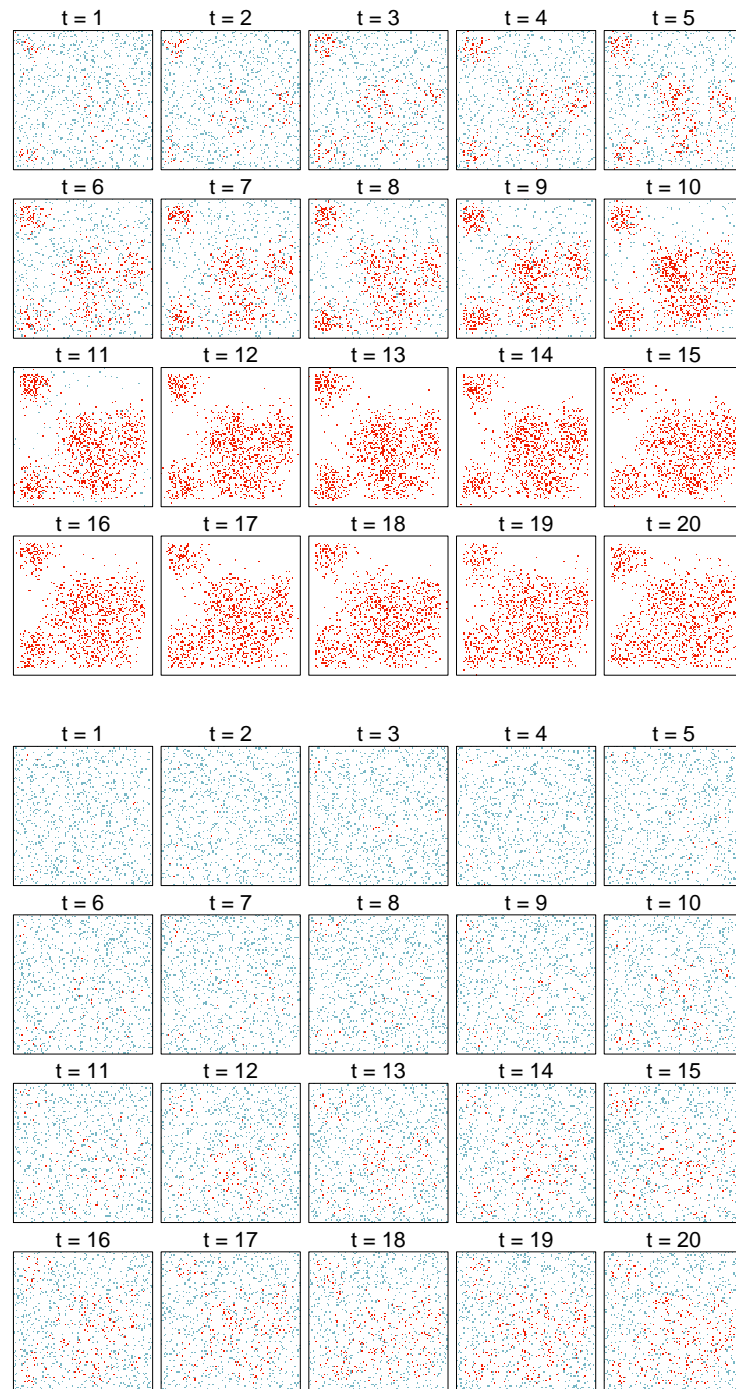 t = 1 t = 2 t = 3 t = 4 t = 5
t = 6 t = 7 t = 8 t = 9 t = 10
t = 11 t = 12 t = 13 t = 14 t = 15
t = 16 t = 17 t = 18 t = 19 t = 20
t = 1 t = 2 t = 3 t = 4 t = 5
t = 6 t = 7 t = 8 t = 9 t = 10
t = 11 t = 12 t = 13 t = 14 t = 15
t = 16 t = 17 t = 18 t = 19 t = 20